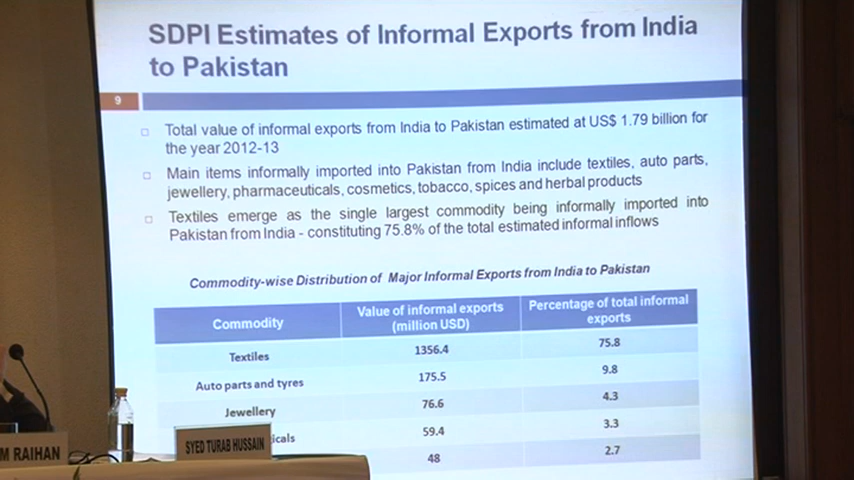 SDPI Estimates of Informal Exports from India
to Pakistan
9
Total value of informal exports from India to Pakistan estimated at US$ 1.79 billion for
the year 2012-13
Main items informally imported into Pakistan from India include textiles, auto parts,
jewellery, pharmaceuticals, cosmetics, tobacco, spices and herbal products
Textiles emerge as the single largest commodity being informally imported into
Pakistan from India - constituting 75.8% of the total estimated informal inflows
Commodity-wise Distribution of Major Informal Exports from India to Pakistan
Commodity
Value of informal exports
(million USD)
Percentage of total informal
exports
Textiles 1356.4 75.8
Auto parts and tyres 175.5 9.8
Jewellery 76.6 4.3
icals 59.4 3.3
48 2.7
M RAIHAN
SYED TURAB HUSSAIN